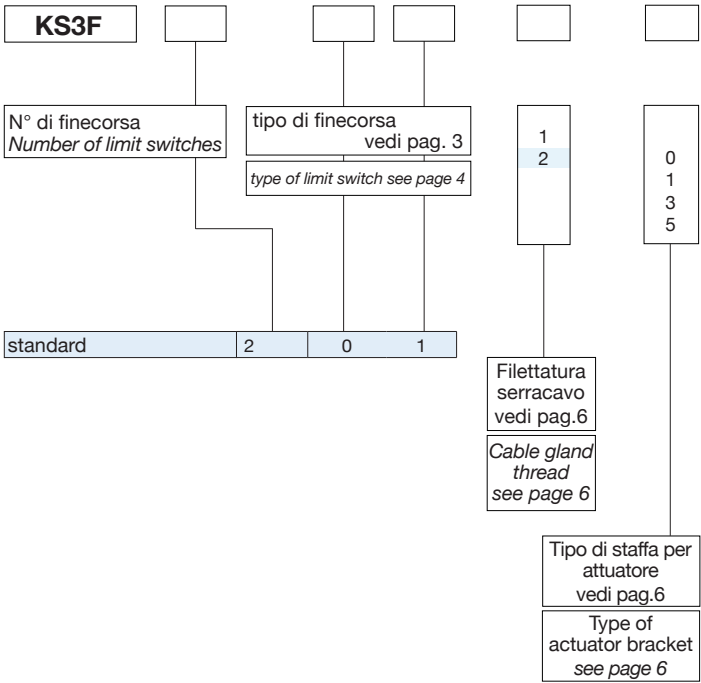 KS3F
N° di finecorsa
Number of limit switches
tipo di finecorsa
vedi pag. 3
type of limit switch see page 4
1
2
0
1
3
5
standard 2 0 1
Filettatura
serracavo
vedi pag.6
Cable gland
thread
see page 6
Tipo di staffa per
attuatore
vedi pag.6
Type of
actuator bracket
see page 6